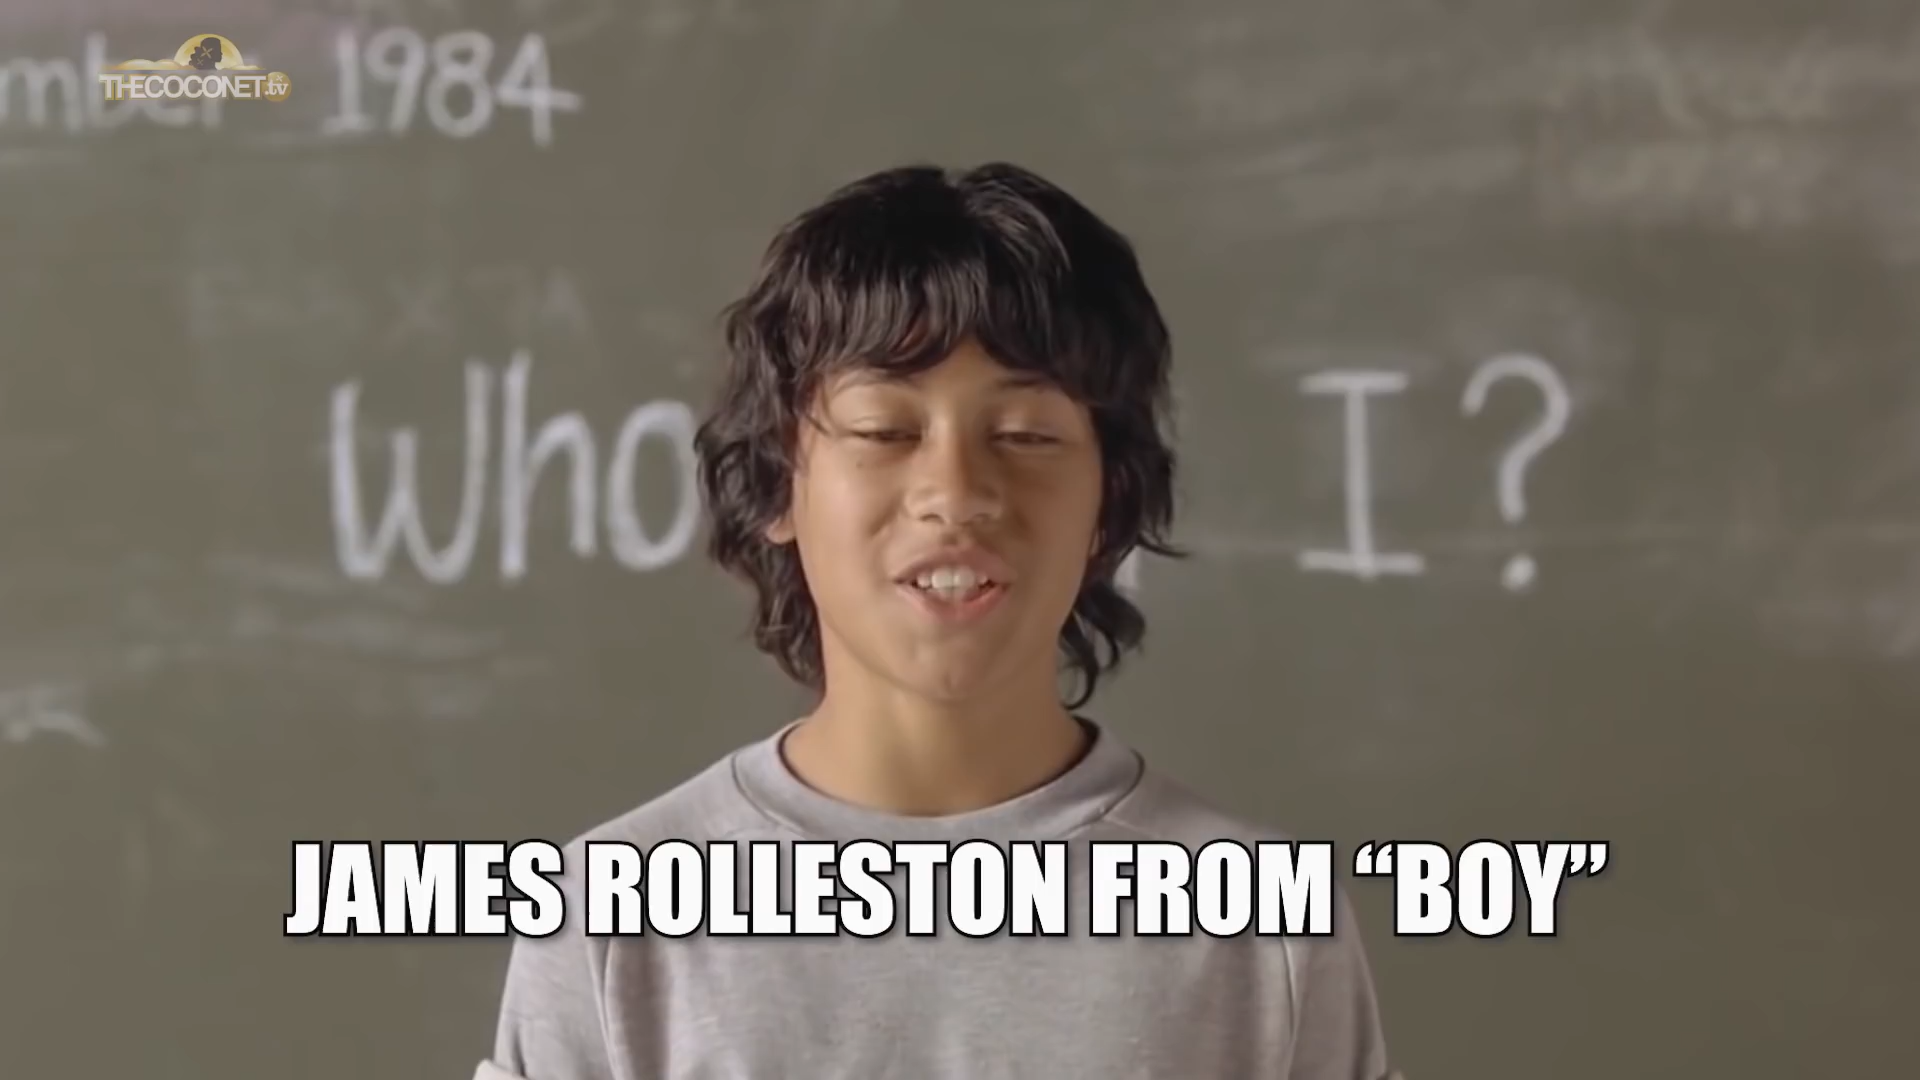 THECOCONET.tv
mber 1984
Who I?
JAMES ROLLESTON FROM “BOY”